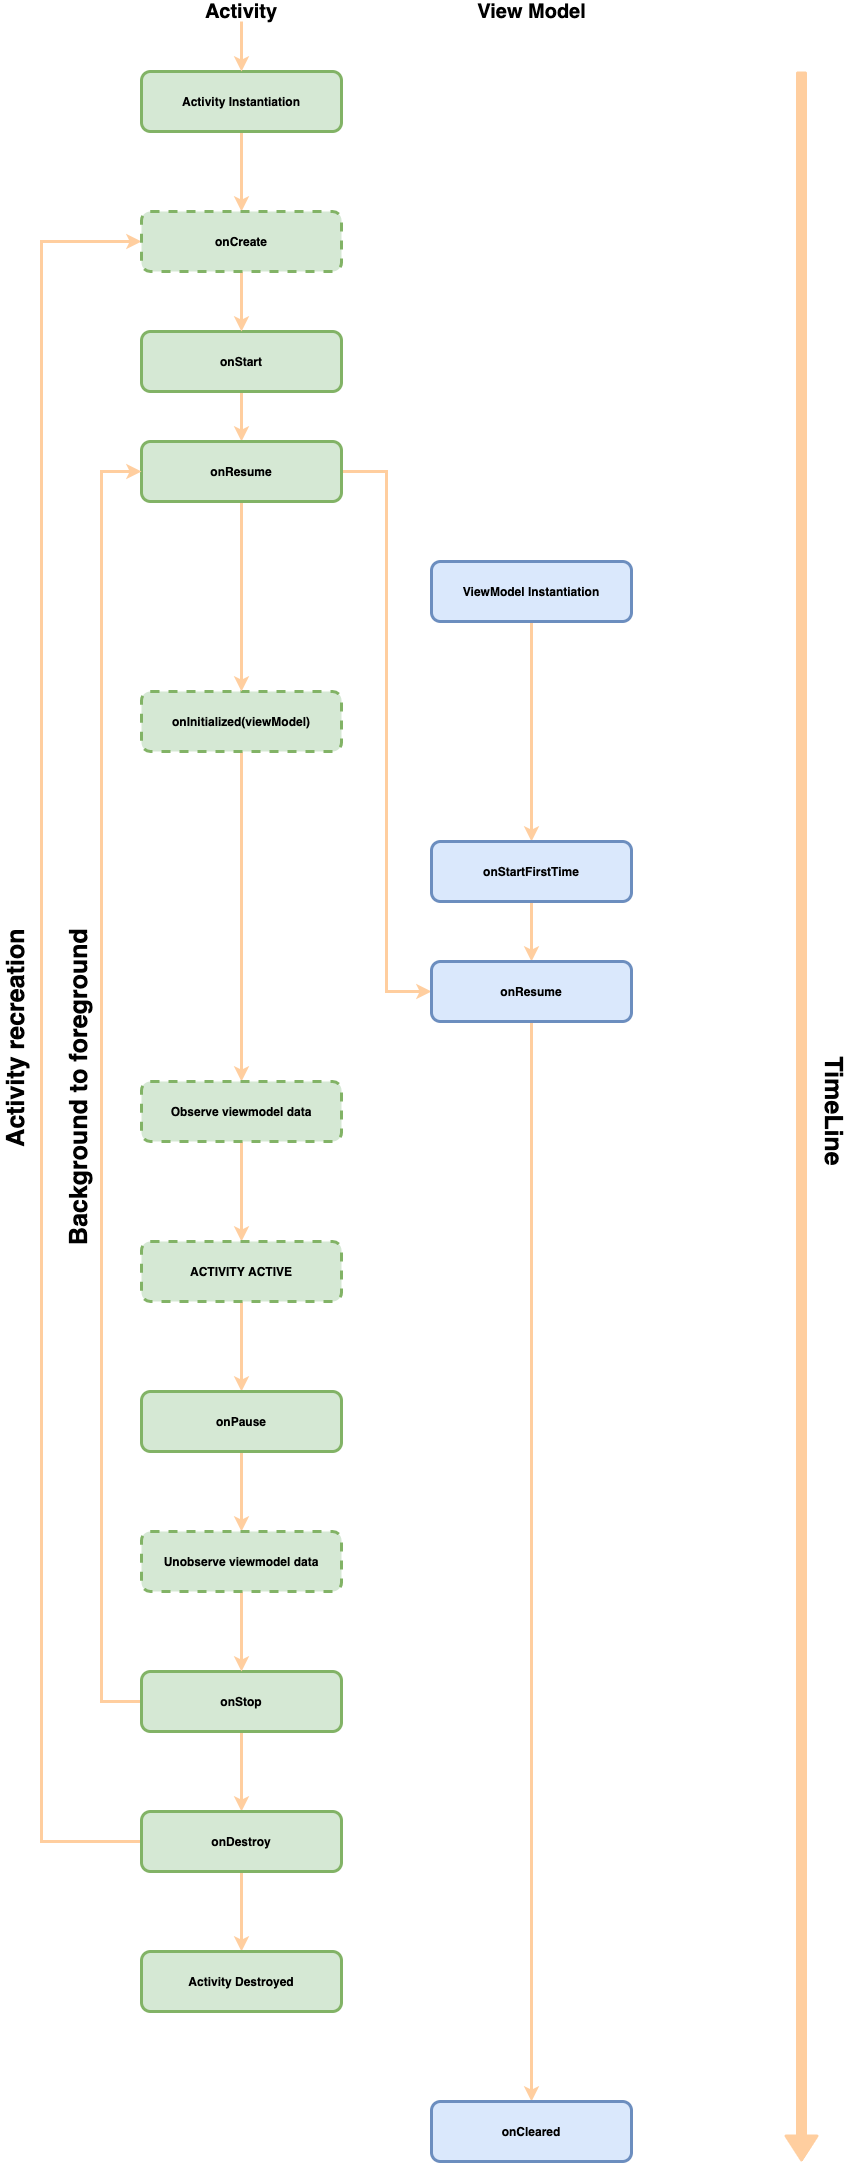 Activity
View Model
Activity Instantiation
onCreate
onStart
onResume
ViewModel Instantiation
onInitialized(viewModel)
onStartFirstTime
onResume
Activity recreation
Background to foreground
TimeLine
Observe viewmodel data
ACTIVITY ACTIVE
onPause
Unobserve viewmodel data
onStop
onDestroy
Activity Destroyed
onCleared